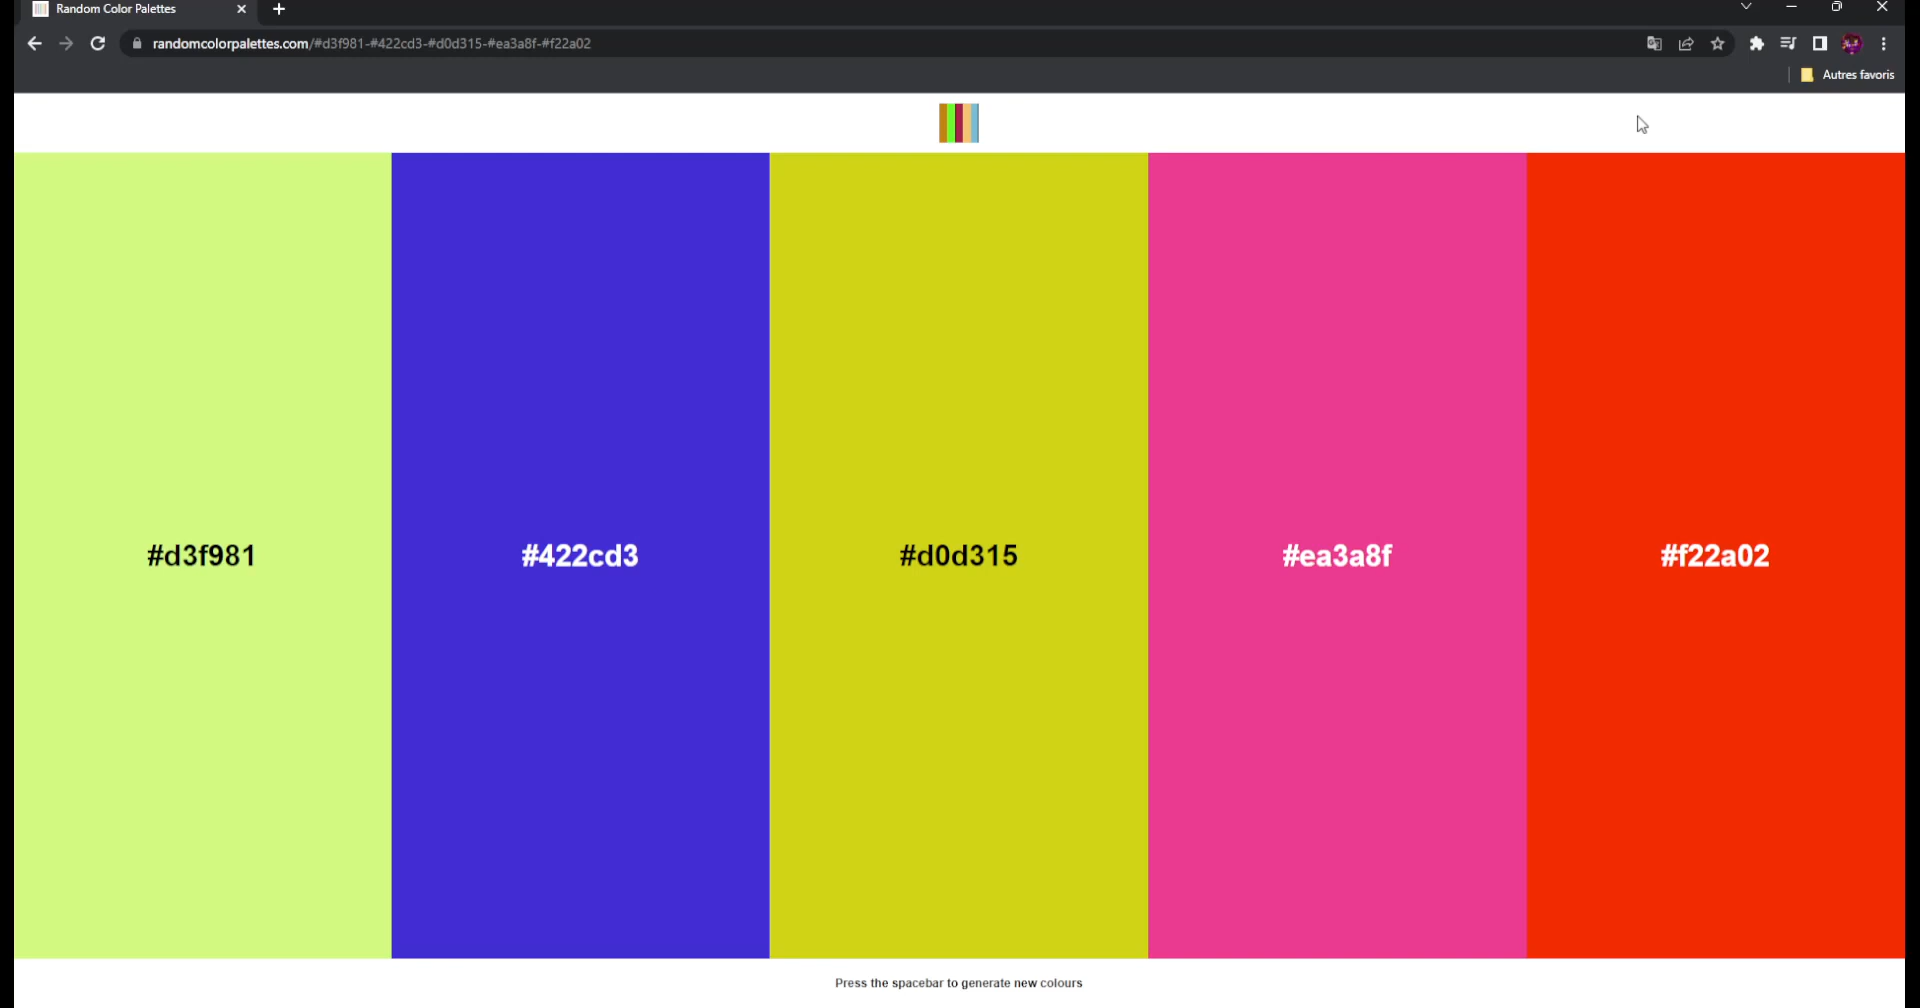 Random Color Palettes
randomcolorpalettes.com/#d3f981-#422cd3-#d0d315-#ea3a8f-#f22a02
Autres favoris
#d3f981
#422cd3
#d0d315
#ea3a8f
#f22a02
Press the spacebar to generate new colours